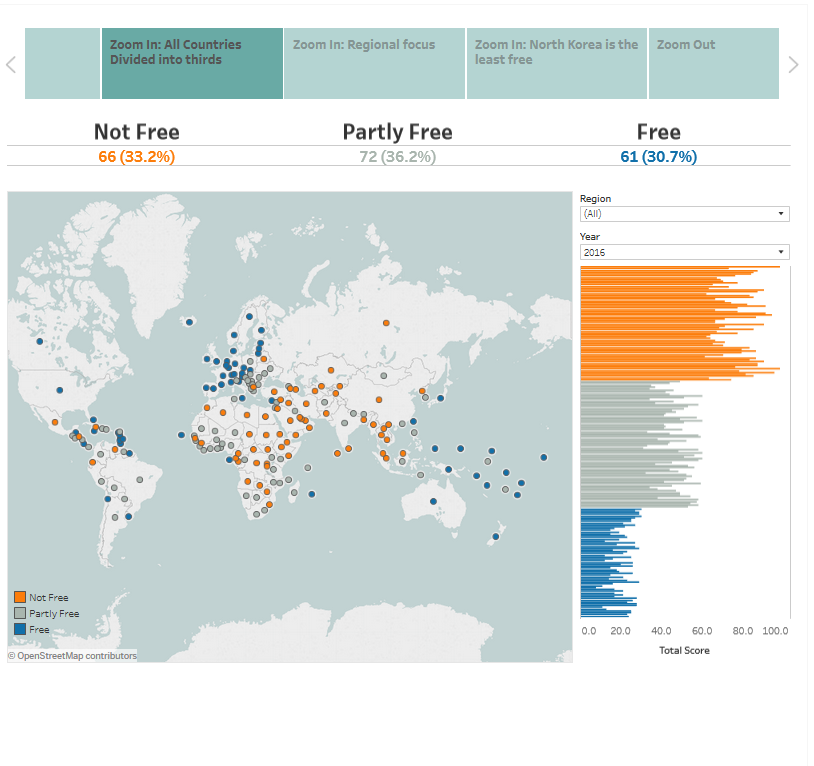 Zoom In: All Countries
Divided into thirds
Zoom In: Regional focus
Zoom In: North Korea is the
least free
Zoom Out
Not Free
Partly Free
Free
66 (33.2%)
72 (36.2%)
61 (30.7%)
Region
(All)
Year
2016
Not Free
Partly Free
Free
© OpenStreetMap contributors
0.0 20.0 40.0 60.0 80.0 100.0
Total Score